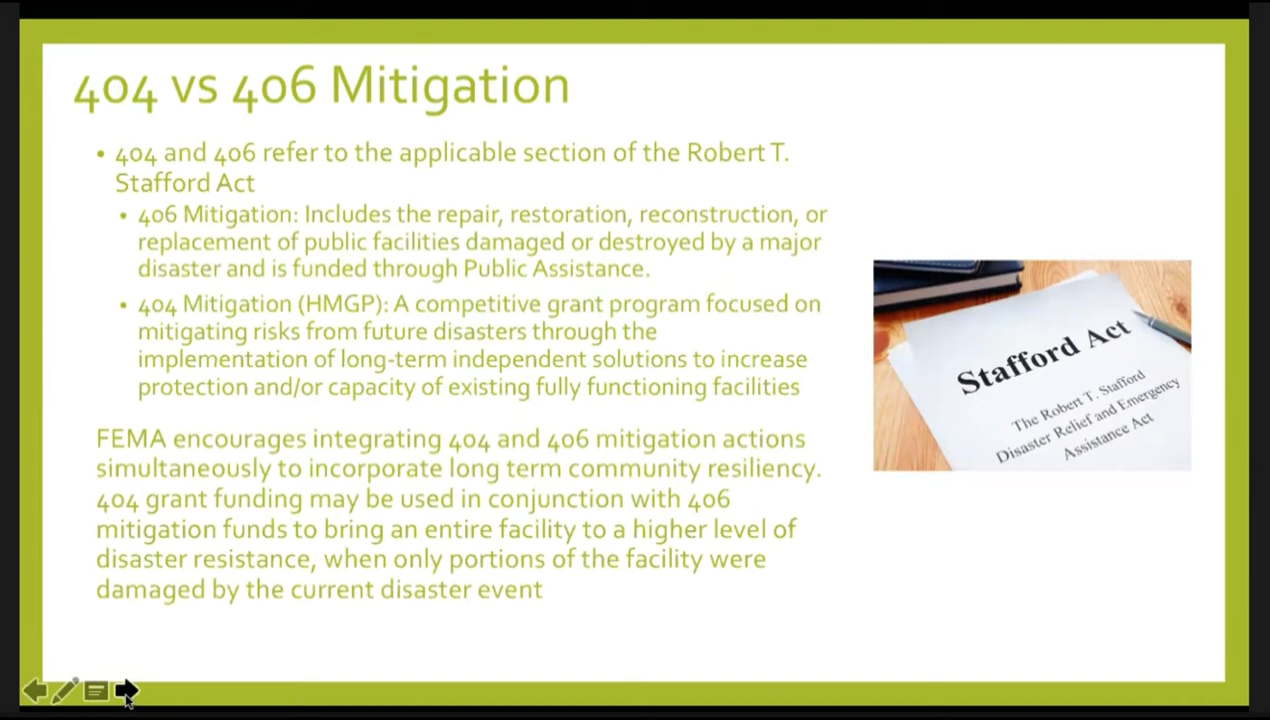 404 vs 406 Mitigation
• 404 and 406 refer to the applicable section of the Robert T.
Stafford Act
• 406 Mitigation: Includes the repair, restoration, reconstruction, or
replacement of public facilities damaged or destroyed by a major
disaster and is funded through Public Assistance.
• 404 Mitigation (HMGP): A competitive grant program focused on
mitigating risks from future disasters through the
implementation of long-term independent solutions to increase
protection and/or capacity of existing fully functioning facilities
FEMA encourages integrating 404 and 406 mitigation actions
simultaneously to incorporate long term community resiliency.
404 grant funding may be used in conjunction with 406
mitigation funds to bring an entire facility to a higher level of
disaster resistance, when only portions of the facility were
damaged by the current disaster event
Stafford Act
The Robert T. Stafford
Disaster Relief and Emergency
Assistance Act